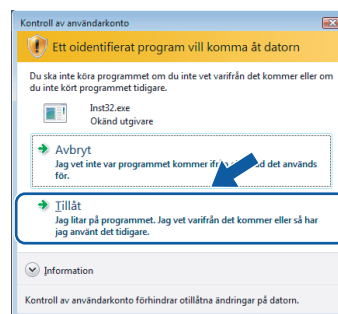 Kontroll av användarkonto
Ett oidentifierat program vill komma åt datorn
Du ska inte köra programmet om du inte vet varifrån det kommer eller om
du inte kört programmet tidigare.
Inst32.exe
Okänd utgivare
Avbryt
Jag vet inte var programmet kommer ifrån det används
för.
Tillåt
Jag litar på programmet. Jag vet varifrån det kommer eller så har
jag använt det tidigare.
Information
Kontroll av användarkonto förhindrar otillåtna ändringar på datorn.